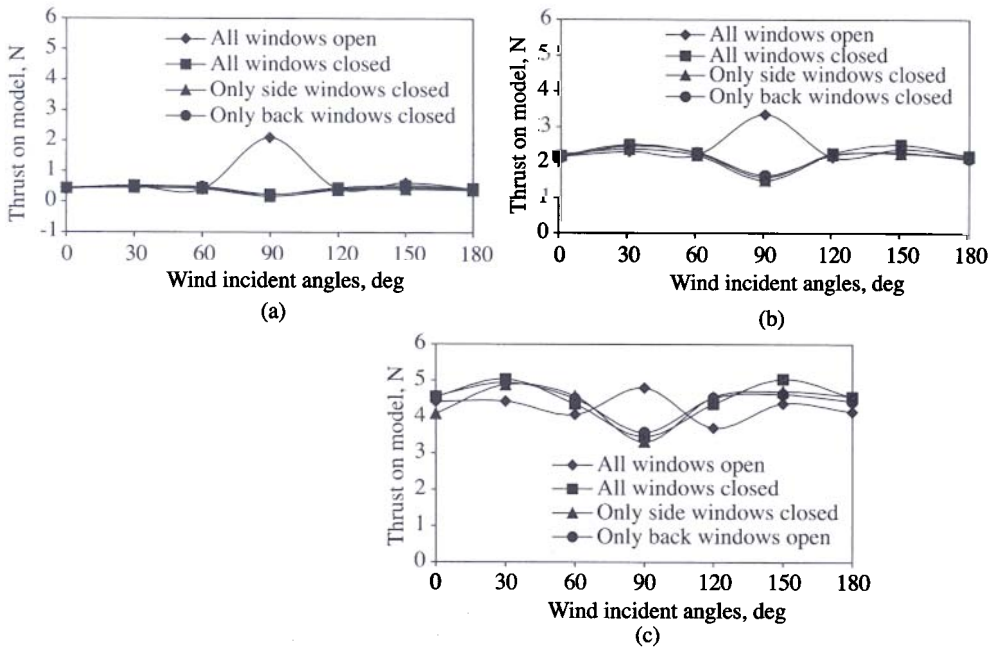 6
5
4
3
2
1
0
-1
Thrust on model, N
All windows open
All windows closed
Only side windows closed
Only back windows closed
0 30 60 90 120 150 180
Wind incident angles, deg
(a)
6
5
4
3
2
1
0
Thrust on model, N
All windows open
All windows closed
Only side windows closed
Only back windows closed
0 30 60 90 120 150 180
Wind incident angles, deg
(b)
6
5
4
3
2
1
0
Thrust on model, N
All windows open
All windows closed
Only side windows closed
Only back windows open
0 30 60 90 120 150 180
Wind incident angles, deg
(c)